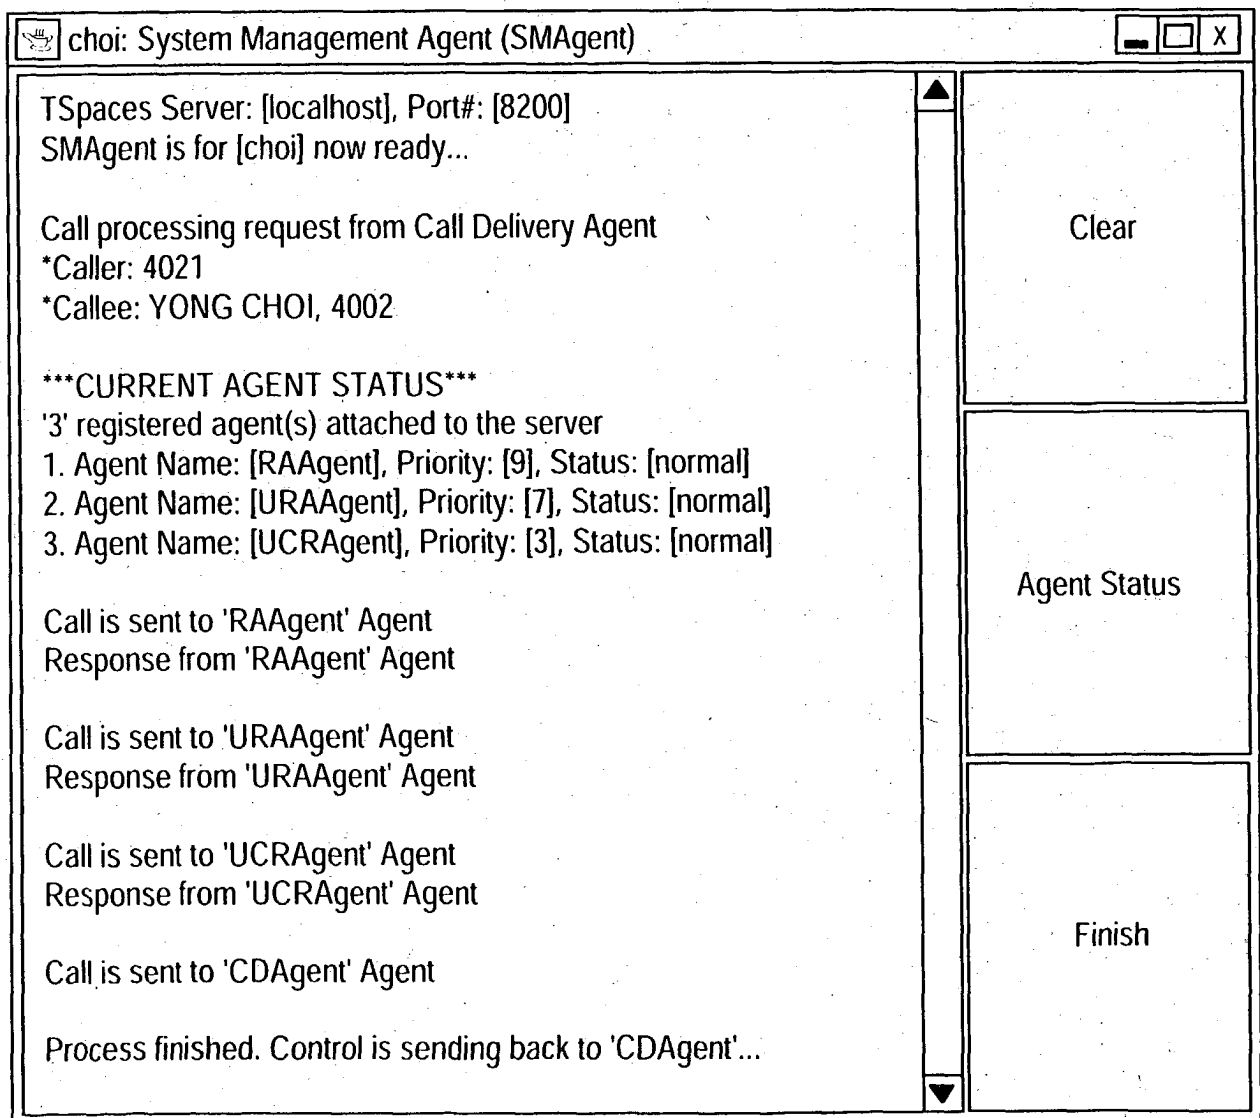 choi: System Management Agent (SMAgent)
X
TSpaces Server: [localhost], Port#: [8200]
SMAgent is for [choi] now ready...
Call processing request from Call Delivery Agent
*Caller: 4021
*Callee: YONG CHOI, 4002
***CURRENT AGENT STATUS***
'3' registered agent(s) attached to the server
1. Agent Name: [RAAgent], Priority: [9], Status: [normal]
2. Agent Name: [URAAgent], Priority: [7], Status: [normal]
3. Agent Name: [UCRAgent], Priority: [3], Status: [normal]
Call is sent to 'RAAgent' Agent
Response from 'RAAgent' Agent
Call is sent to 'URAAgent' Agent
Response from 'URAAgent' Agent
Call is sent to 'UCRAgent' Agent
Response from 'UCRAgent' Agent
Call is sent to 'CDAgent' Agent
Process finished. Control is sending back to 'CDAgent'...
Clear
Agent Status
Finish